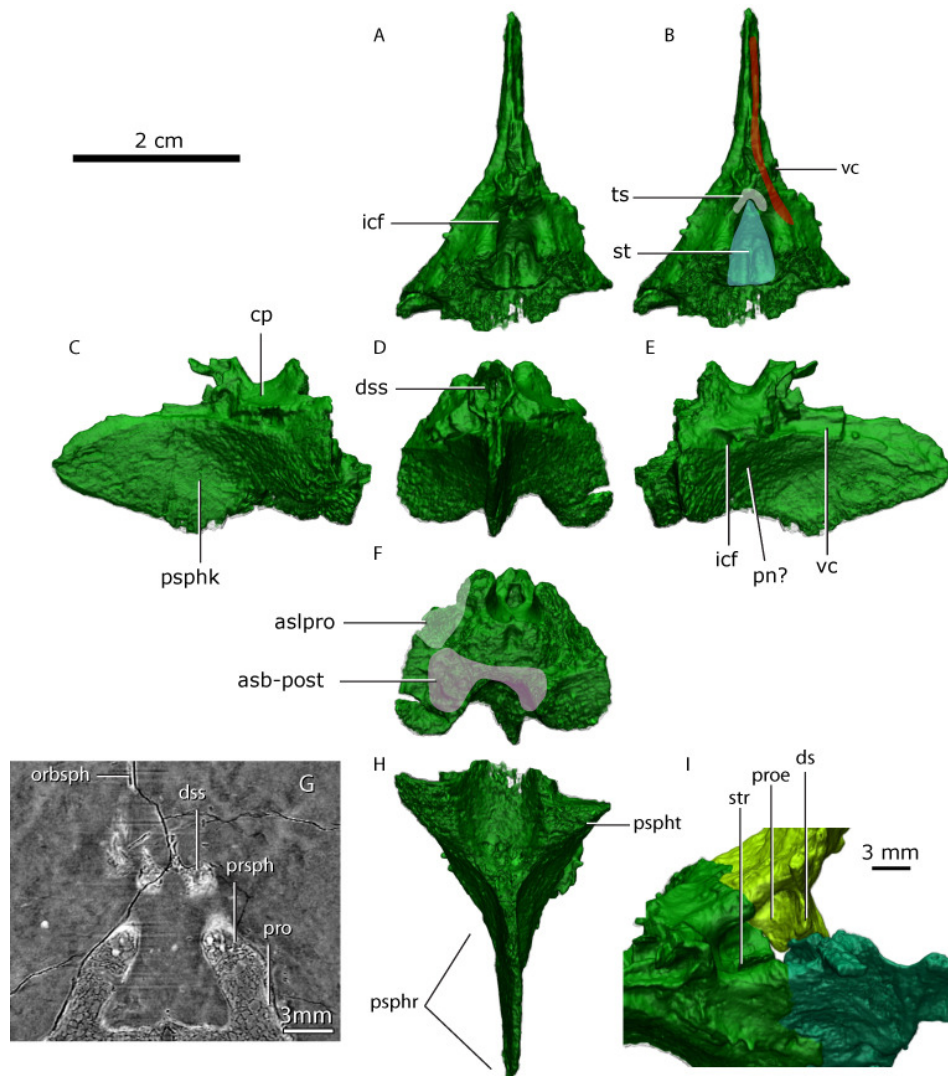 A
B
2 cm
vc
ts
icf
st
cp
C
D
E
dss
icf
pn?
vc
psphk
F
aslpro
asb-post
orbsph
G
dss
prsph
pro
3mm
H
pspht
psphr
I
ds
proe
str
3 mm